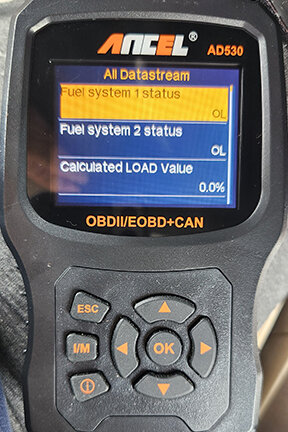 ANCEL®
AD530
All Datastream
Fuel system 1 status
OL
Fuel system 2 status
OL
Calculated LOAD Value
0.0%
OBDII/EOBD+CAN
ESC
I/M
OK